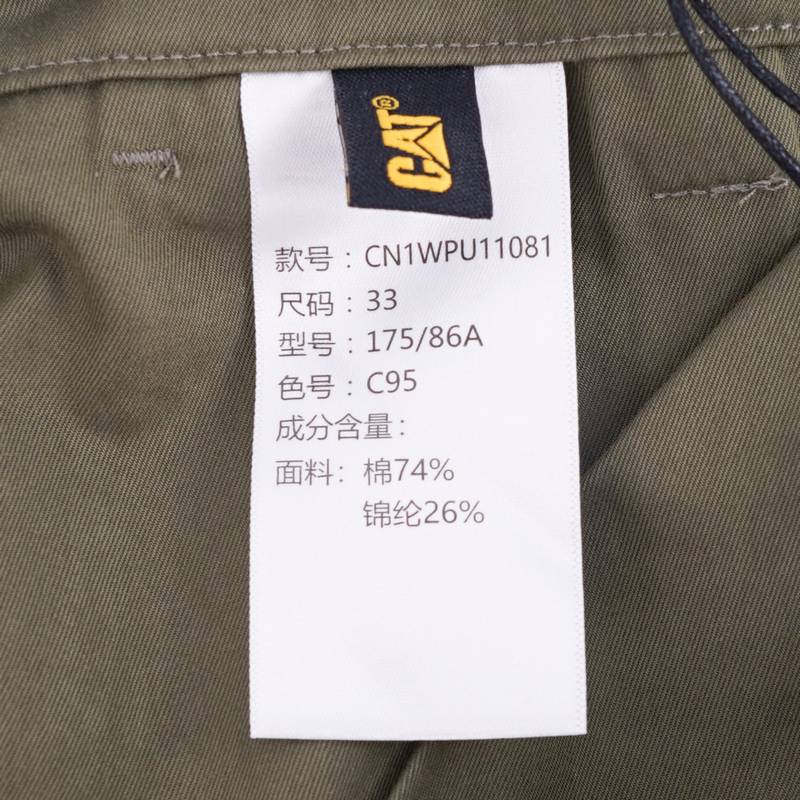 CAT®
款号：CN1WPU11081
尺码：33
型号：175/86A
色号：C95
成分含量：
面料：棉74%
锦纶26%